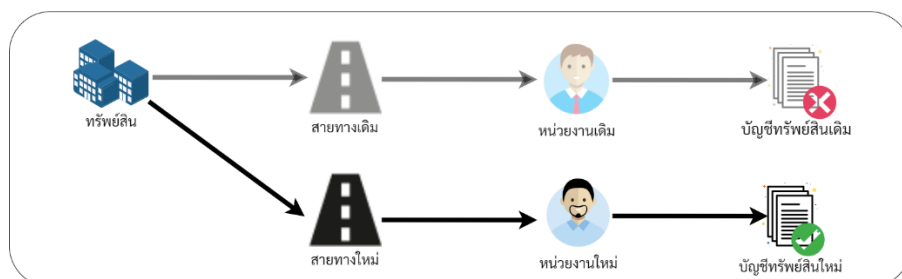 ทรัพย์สิน
สายทางเดิม
หน่วยงานเดิม
บัญชีทรัพย์สินเดิม
สายทางใหม่
หน่วยงานใหม่
บัญชีทรัพย์สินใหม่